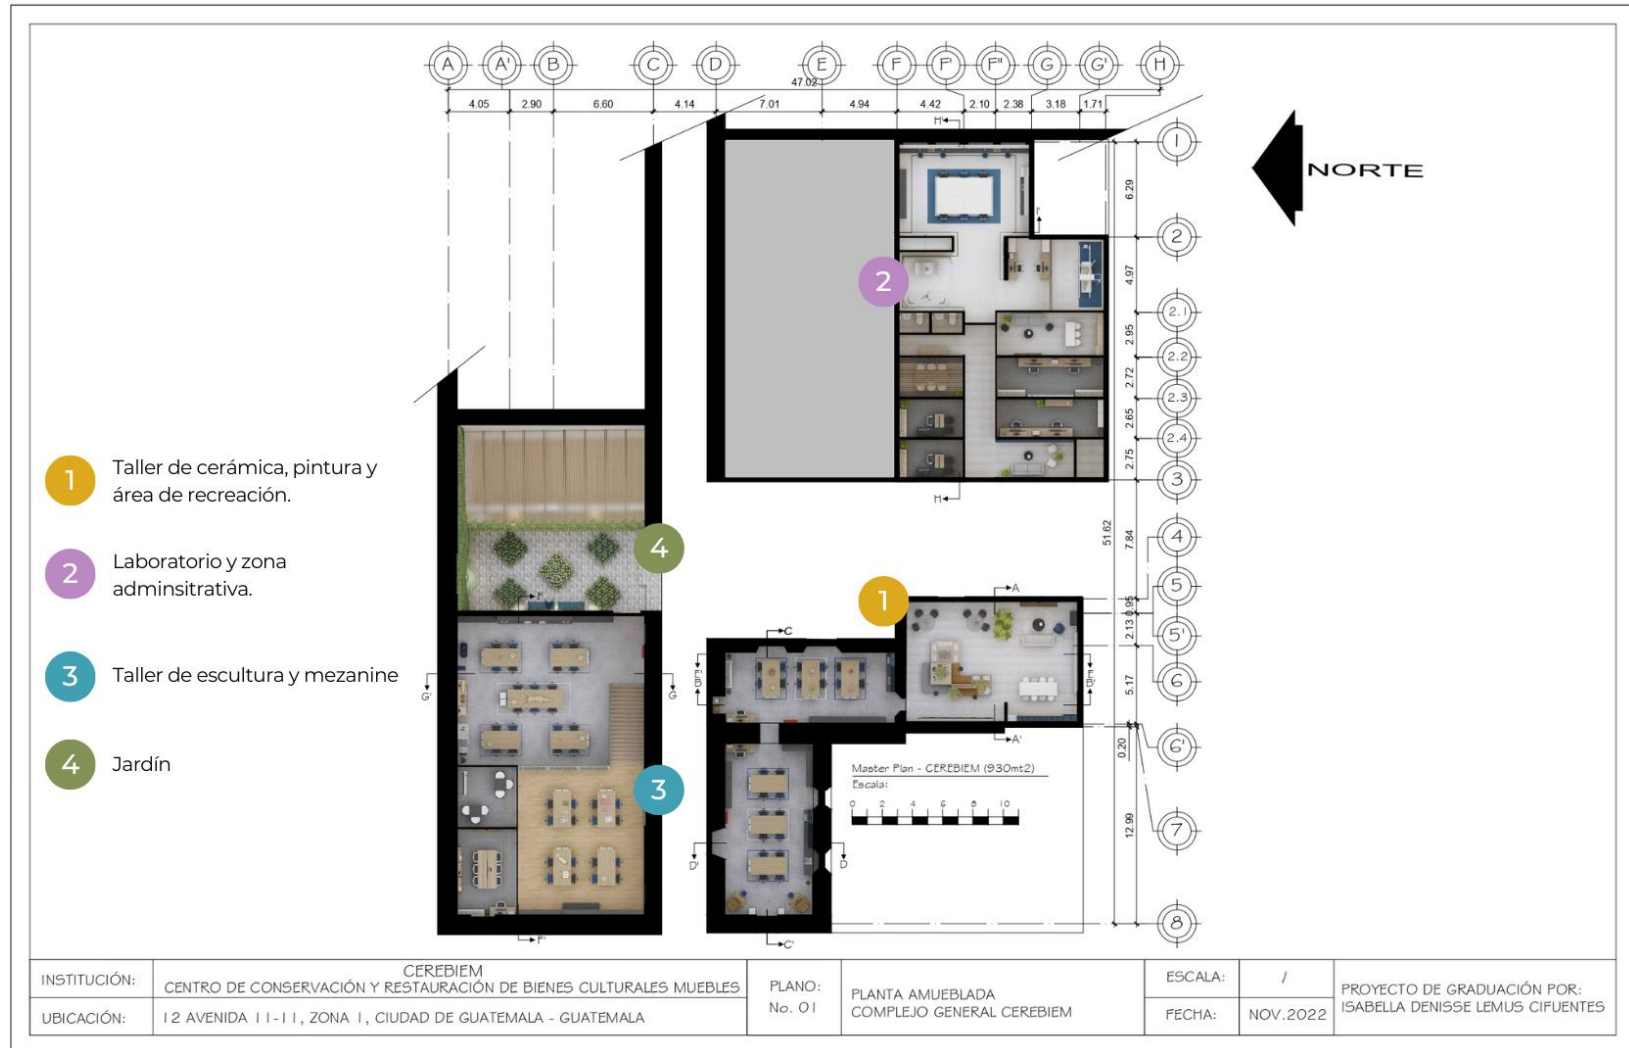 A A' B C D E F F' F" G G' H
47.02
4.05 2.90 6.60 4.14 7.01 4.94 4.42 2.10 2.38 3.18 1.71
H'
1
NORTE
6.29
I'
2
2
4.97
2.1
2.95
2.2
2.72
2.3
2.65
2.4
2.75
3
H
1
Taller de cerámica, pintura y
área de recreación.
2
Laboratorio y zona
adminsitrativa.
3
Taller de escultura y mezanine
4
Jardín
4
51.62
7.84
4
5
1
A
0.95
2.13
5'
C
G' G
E' B
E' B'
5.17
6
A'
0.20
6'
3
Master Plan - CEREBIEM (930mt2)
Escala:
0 2 4 6 8 10
12.99
7
D' D
8
F'
C'
INSTITUCIÓN:
CEREBIEM
CENTRO DE CONSERVACIÓN Y RESTAURACIÓN DE BIENES CULTURALES MUEBLES
UBICACIÓN:
12 AVENIDA 11-11, ZONA 1, CIUDAD DE GUATEMALA - GUATEMALA
PLANO:
No. 01
PLANTA AMUEBLADA
COMPLEJO GENERAL CEREBIEM
ESCALA:
/
FECHA:
NOV.2022
PROYECTO DE GRADUACIÓN POR:
ISABELLA DENISSE LEMUS CIFUENTES